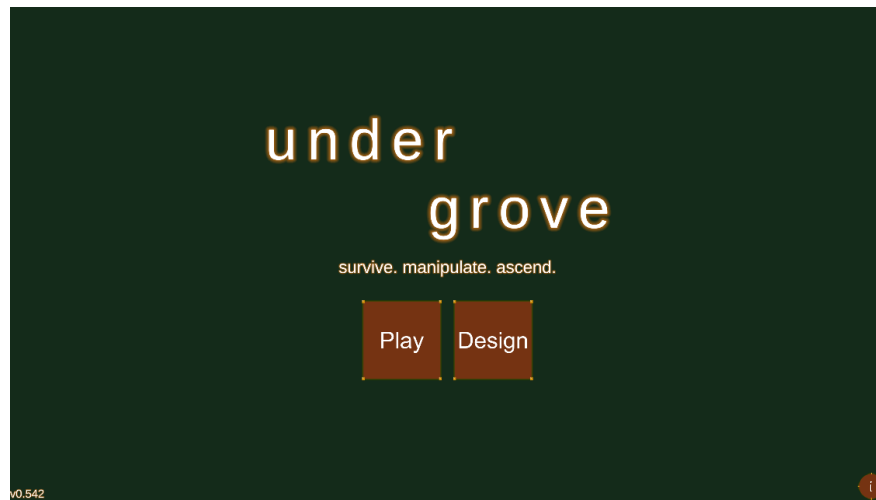 under
grove
survive. manipulate. ascend.
Play
Design
v0.542
i